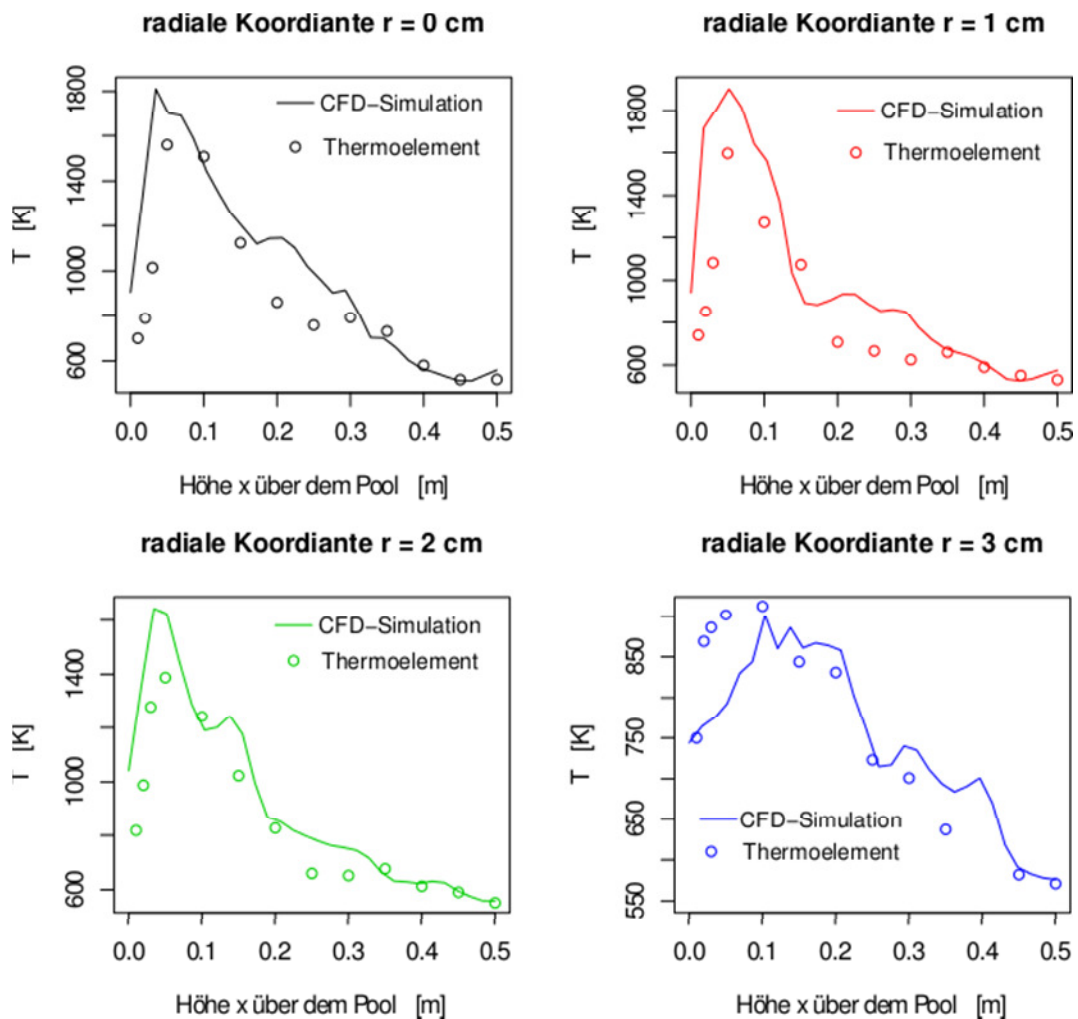 radiale Koordiante r = 0 cm
T [K]
600 1000 1400 1800
CFD-Simulation
Thermoelement
0.0 0.1 0.2 0.3 0.4 0.5
Höhe x über dem Pool [m]
radiale Koordiante r = 1 cm
T [K]
600 1000 1400 1800
CFD-Simulation
Thermoelement
0.0 0.1 0.2 0.3 0.4 0.5
Höhe x über dem Pool [m]
radiale Koordiante r = 2 cm
T [K]
600 1000 1400
CFD-Simulation
Thermoelement
0.0 0.1 0.2 0.3 0.4 0.5
Höhe x über dem Pool [m]
radiale Koordiante r = 3 cm
T [K]
550 650 750 850
CFD-Simulation
Thermoelement
0.0 0.1 0.2 0.3 0.4 0.5
Höhe x über dem Pool [m]